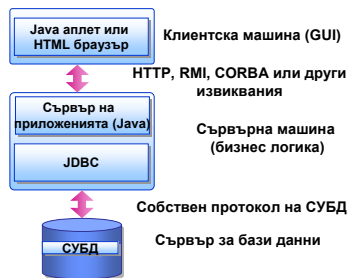 Java аплет или
HTML браузър
Клиентска машина (GUI)
HTTP, RMI, CORBA или други
извиквания
Сървър на
приложенията (Java)
JDBC
Сървърна машина
(бизнес логика)
Собствен протокол на СУБД
СУБД
Сървър за бази данни